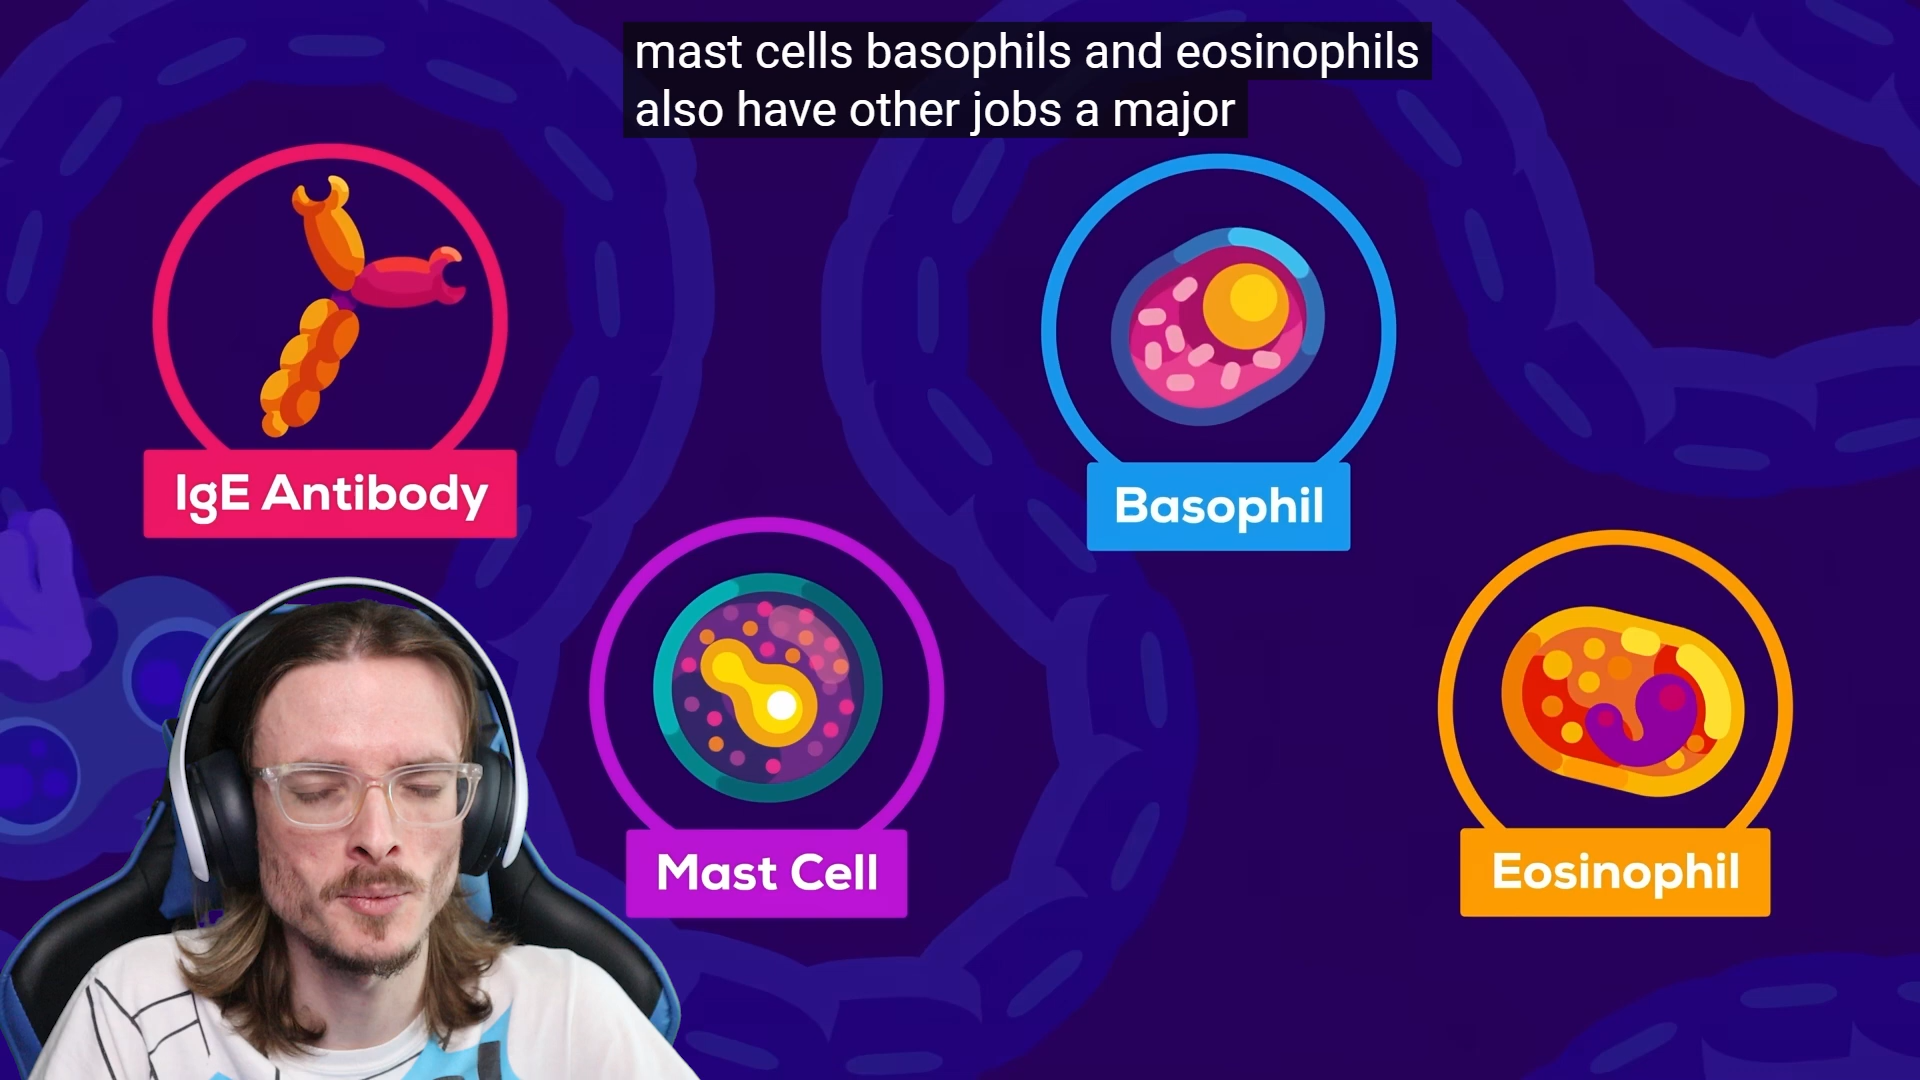 mast cells basophils and eosinophils
also have other jobs a major
IgE Antibody
Basophil
Mast Cell
Eosinophil